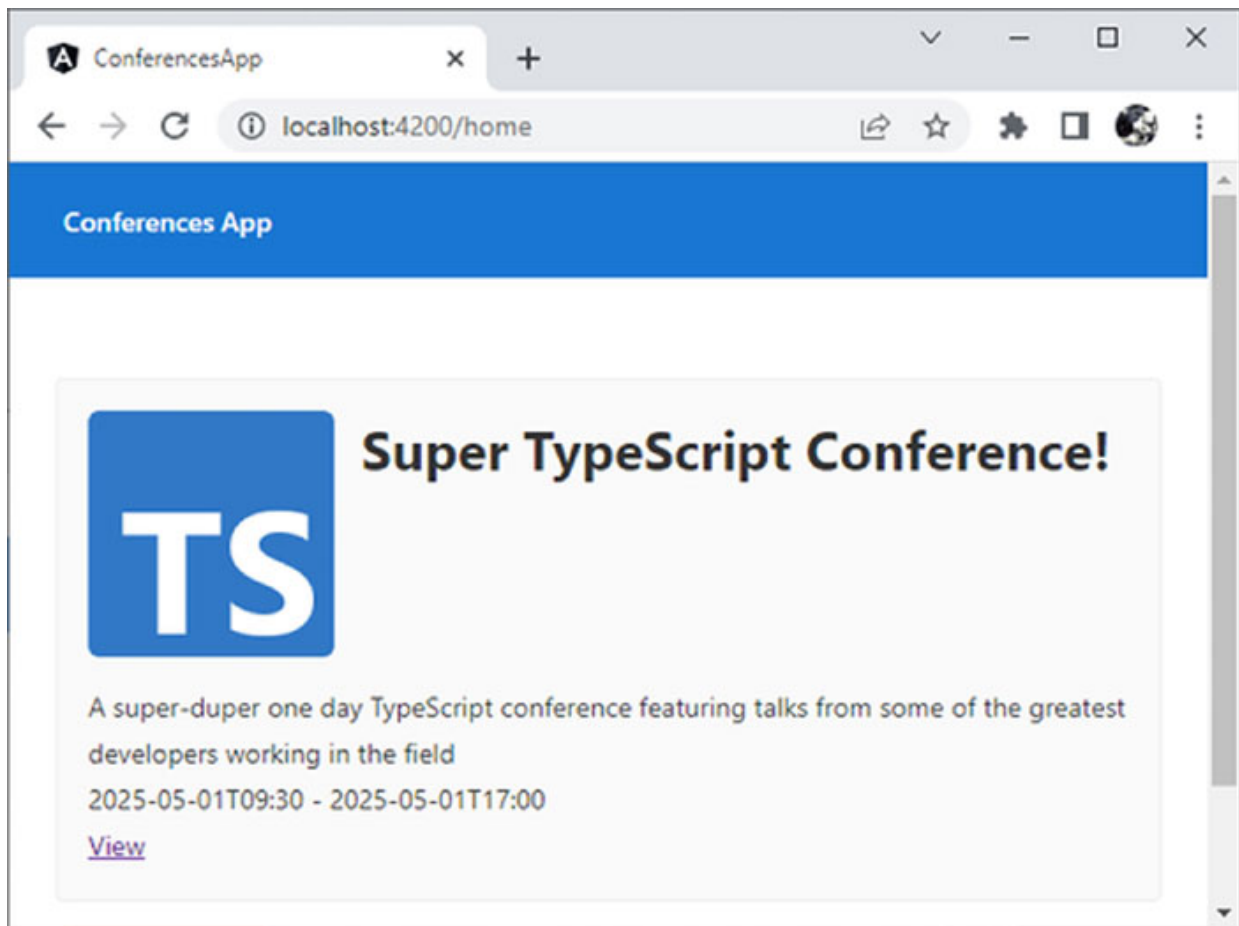 ConferencesApp
localhost:4200/home
Conferences App
TS
Super TypeScript Conference!
A super-duper one day TypeScript conference featuring talks from some of the greatest
developers working in the field
2025-05-01T09:30 - 2025-05-01T17:00
View